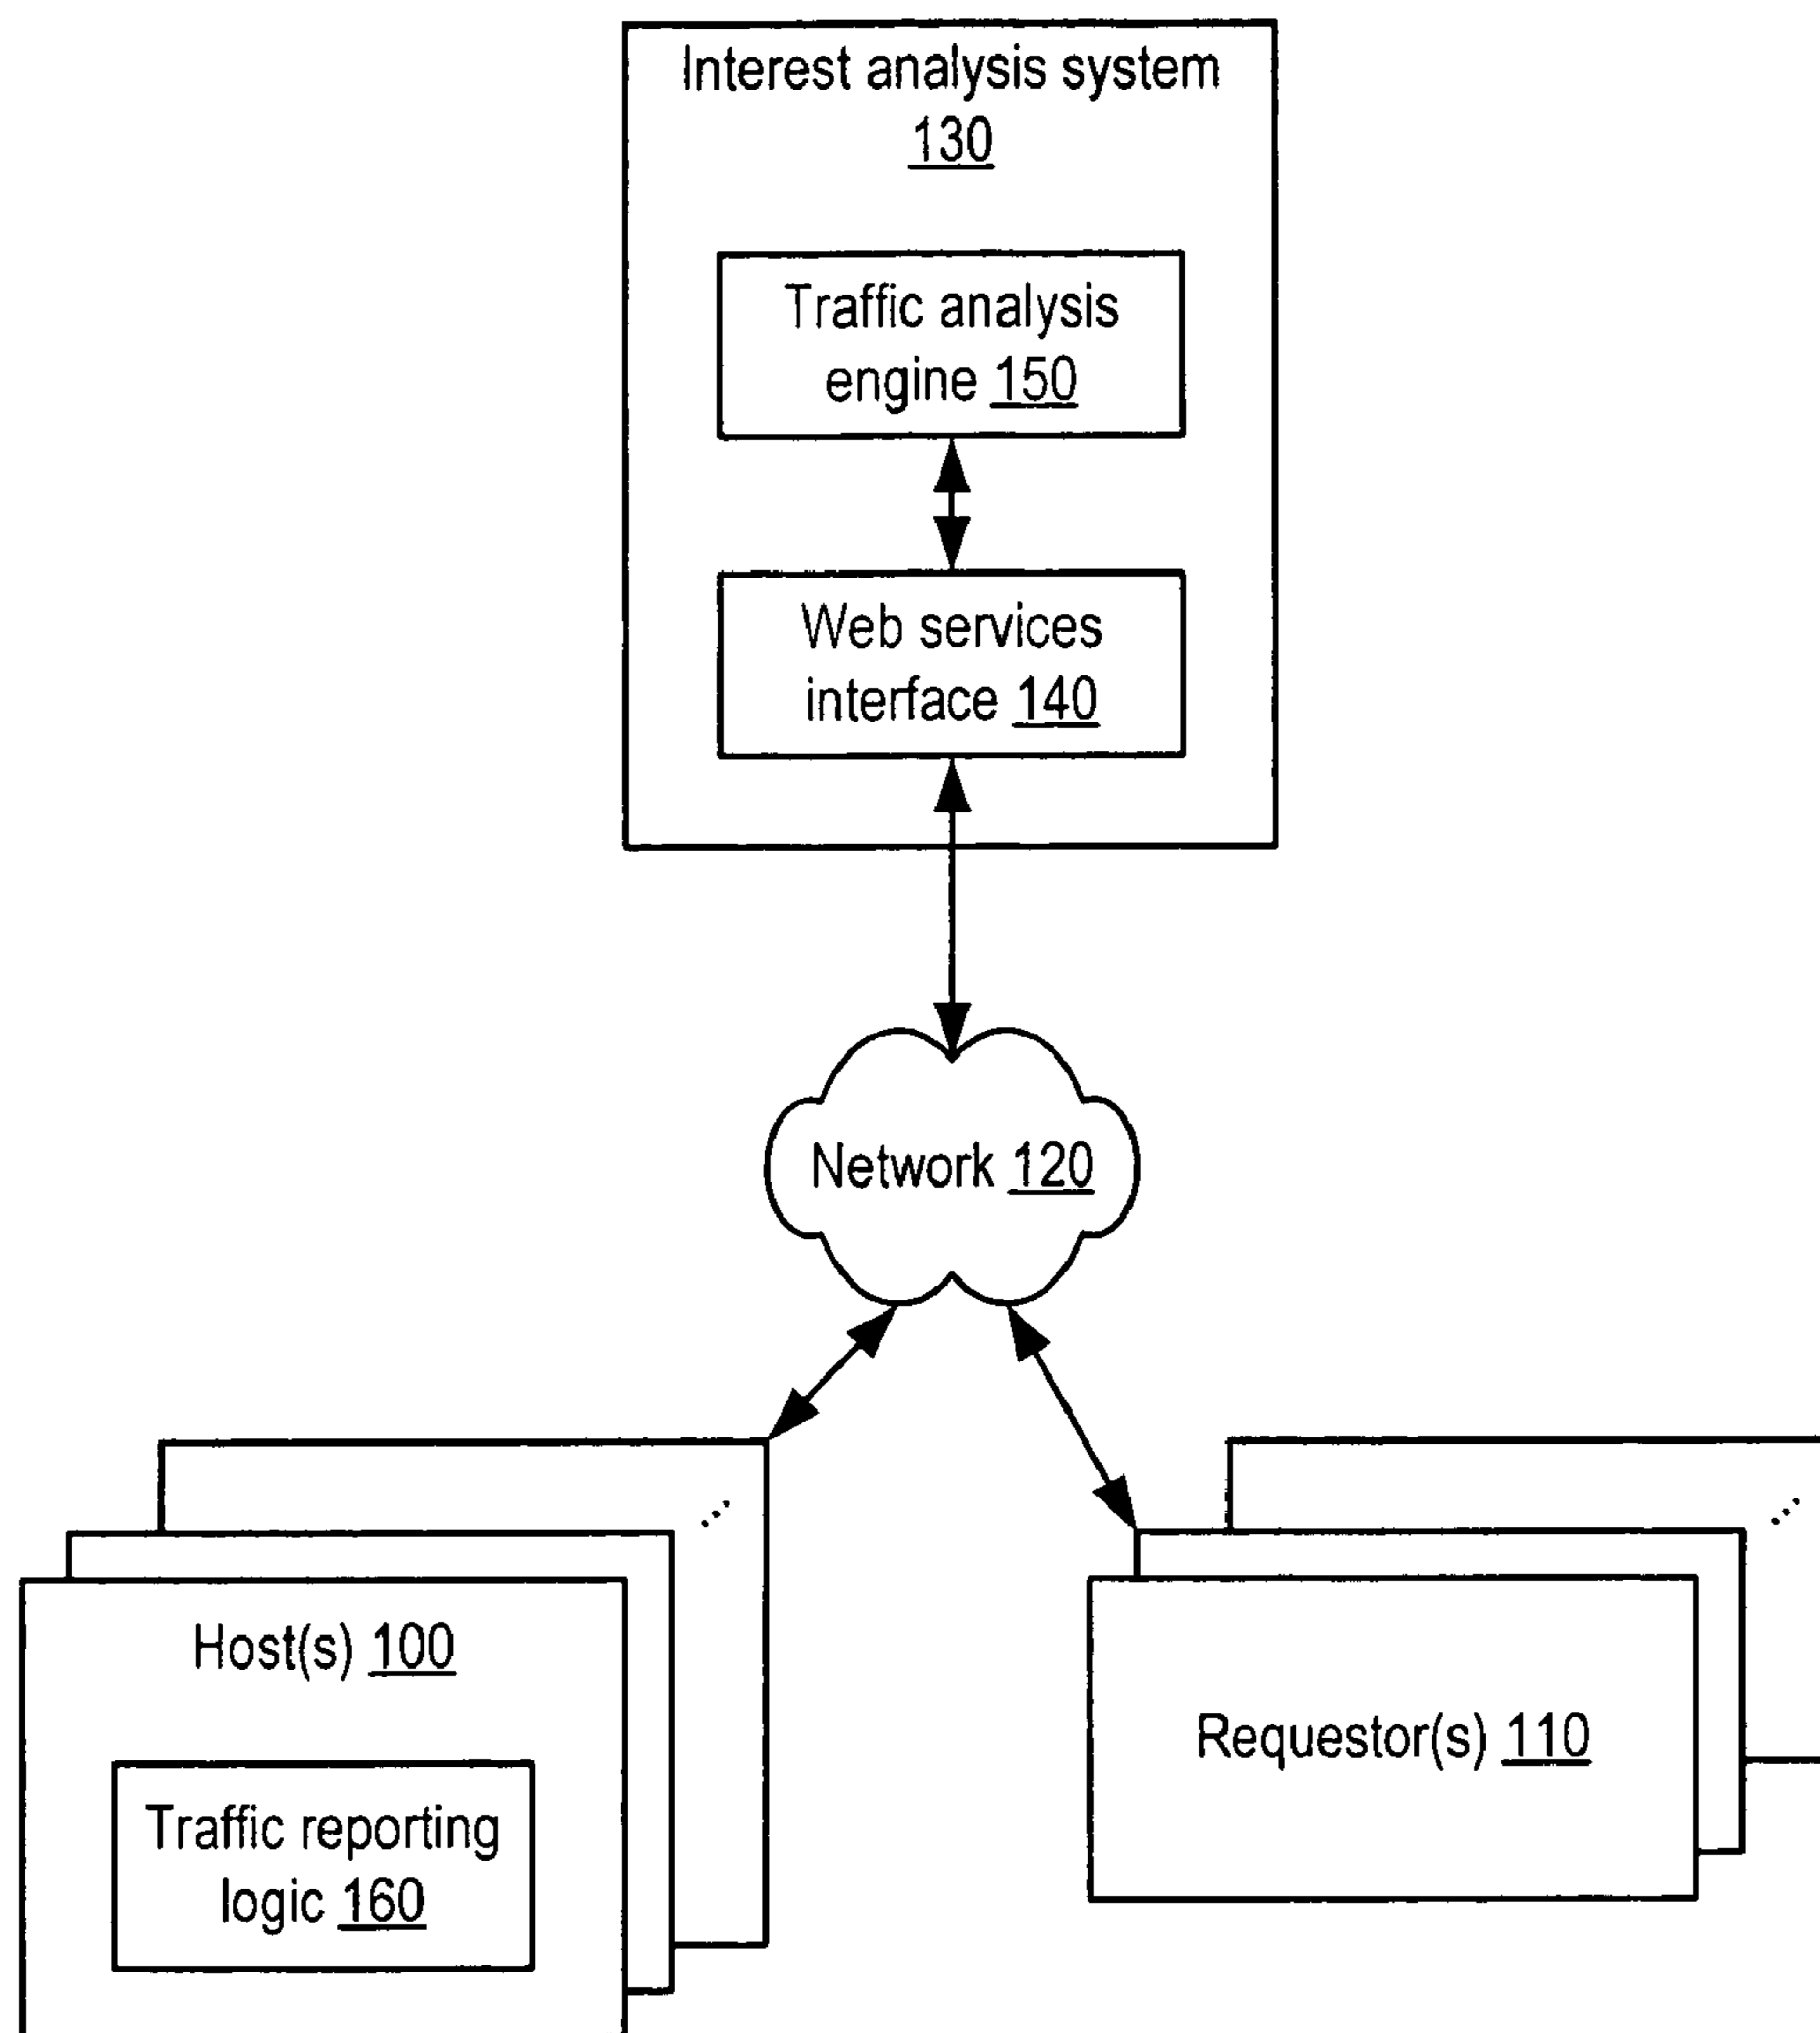 Interest analysis system
130
Traffic analysis
engine 150
Web services
interface 140
Network 120
Host(s) 100
Traffic reporting
logic 160
Requestor(s) 110